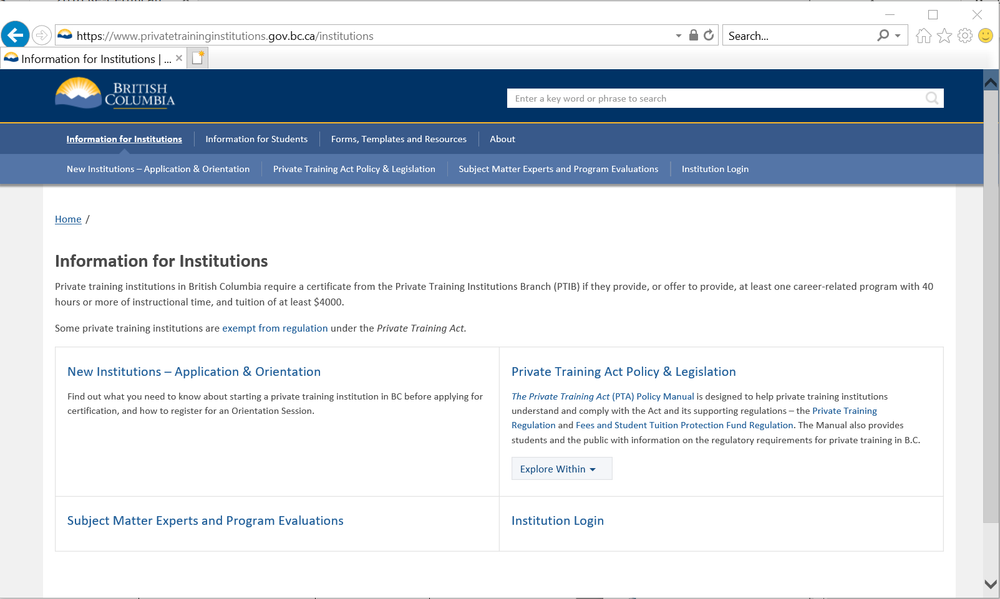 https://www.privatetraininginstitutions.gov.bc.ca/institutions
Search...
Information for Institutions | ...
BRITISH
COLUMBIA
Enter a key word or phrase to search
Information for Institutions
Information for Students
Forms, Templates and Resources
About
New Institutions – Application & Orientation
Private Training Act Policy & Legislation
Subject Matter Experts and Program Evaluations
Institution Login
Home /
Information for Institutions
Private training institutions in British Columbia require a certificate from the Private Training Institutions Branch (PTIB) if they provide, or offer to provide, at least one career-related program with 40
hours or more of instructional time, and tuition of at least $4000.
Some private training institutions are exempt from regulation under the Private Training Act.
New Institutions – Application & Orientation
Find out what you need to know about starting a private training institution in BC before applying for
certification, and how to register for an Orientation Session.
Private Training Act Policy & Legislation
The Private Training Act (PTA) Policy Manual is designed to help private training institutions
understand and comply with the Act and its supporting regulations – the Private Training
Regulation and Fees and Student Tuition Protection Fund Regulation. The Manual also provides
students and the public with information on the regulatory requirements for private training in B.C.
Explore Within
Subject Matter Experts and Program Evaluations
Institution Login